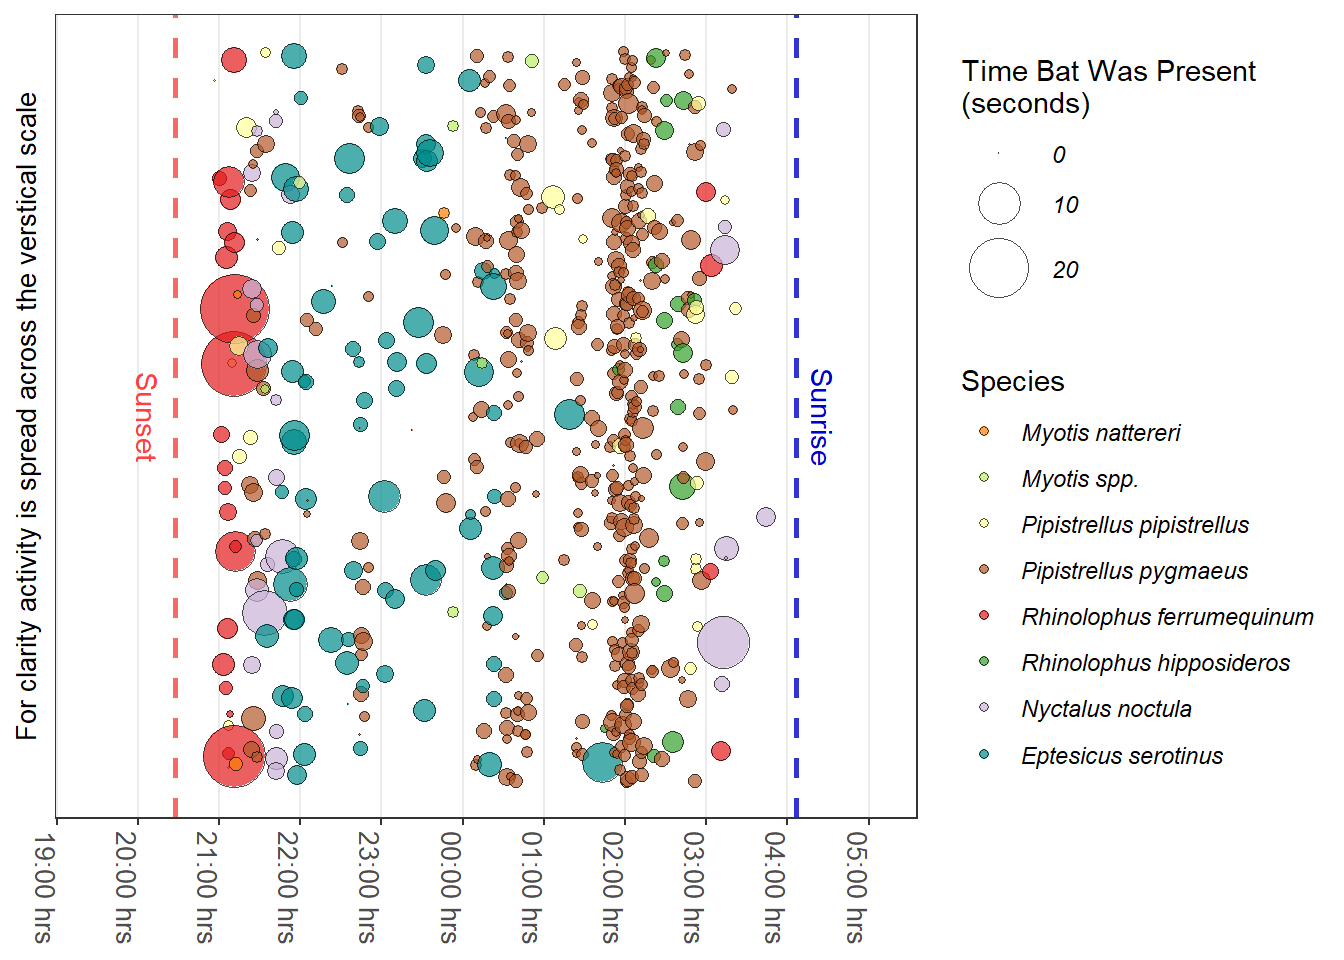 For clarity activity is spread across the verstical scale
Sunset
Sunrise
19:00 hrs
20:00 hrs
21:00 hrs
22:00 hrs
23:00 hrs
00:00 hrs
01:00 hrs
02:00 hrs
03:00 hrs
04:00 hrs
05:00 hrs
Time Bat Was Present
(seconds)
0
10
20
Species
Myotis nattereri
Myotis spp.
Pipistrellus pipistrellus
Pipistrellus pygmaeus
Rhinolophus ferrumequinum
Rhinolophus hipposideros
Nyctalus noctula
Eptesicus serotinus